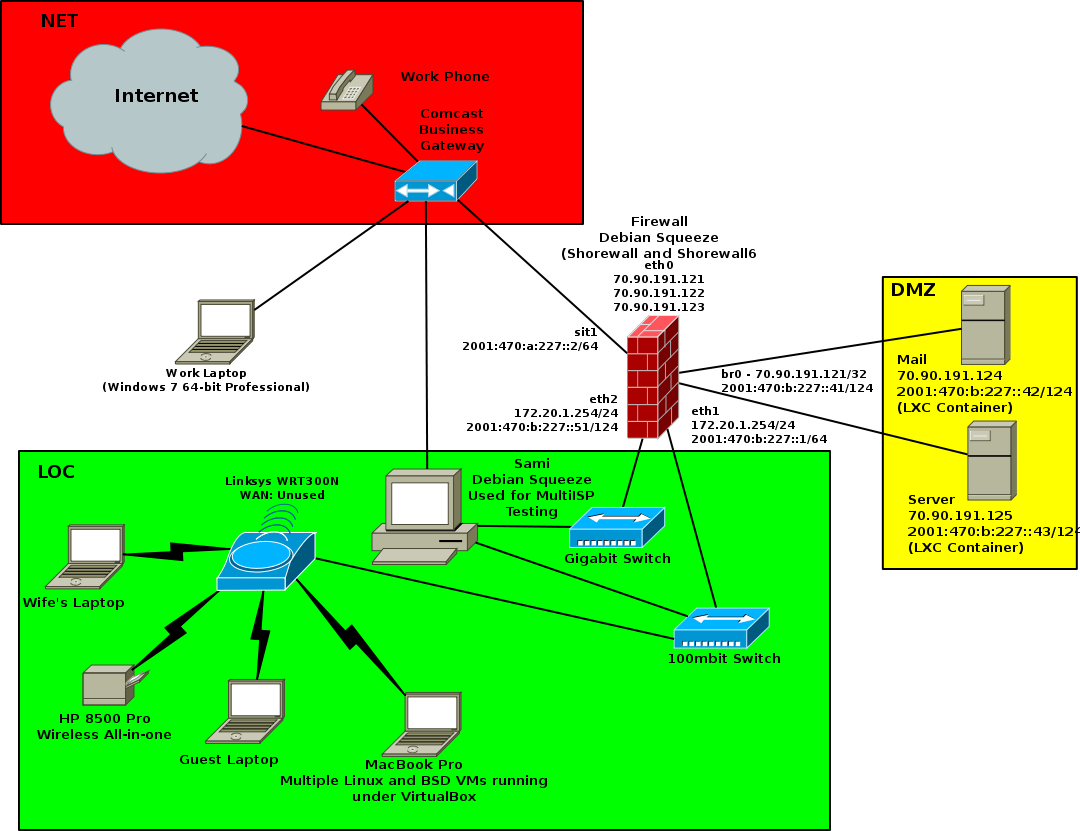 NET
Internet
Work Phone
Comcast
Business
Gateway
Firewall
Debian Squeeze
(Shorewall and Shorewall6
eth0
70.90.191.121
70.90.191.122
70.90.191.123
sit1
2001:470:a:227::2/64
eth2
172.20.1.254/24
2001:470:b:227::51/124
br0 - 70.90.191.121/32
2001:470:b:227::41/124
eth1
172.20.1.254/24
2001:470:b:227::1/64
DMZ
Mail
70.90.191.124
2001:470:b:227::42/124
(LXC Container)
Server
70.90.191.125
2001:470:b:227::43/124
(LXC Container)
Work Laptop
(Windows 7 64-bit Professional)
LOC
Linksys WRT300N
WAN: Unused
Sami
Debian Squeeze
Used for MultiISP
Testing
Gigabit Switch
100mbit Switch
Wife's Laptop
HP 8500 Pro
Wireless All-in-one
Guest Laptop
MacBook Pro
Multiple Linux and BSD VMs running
under VirtualBox